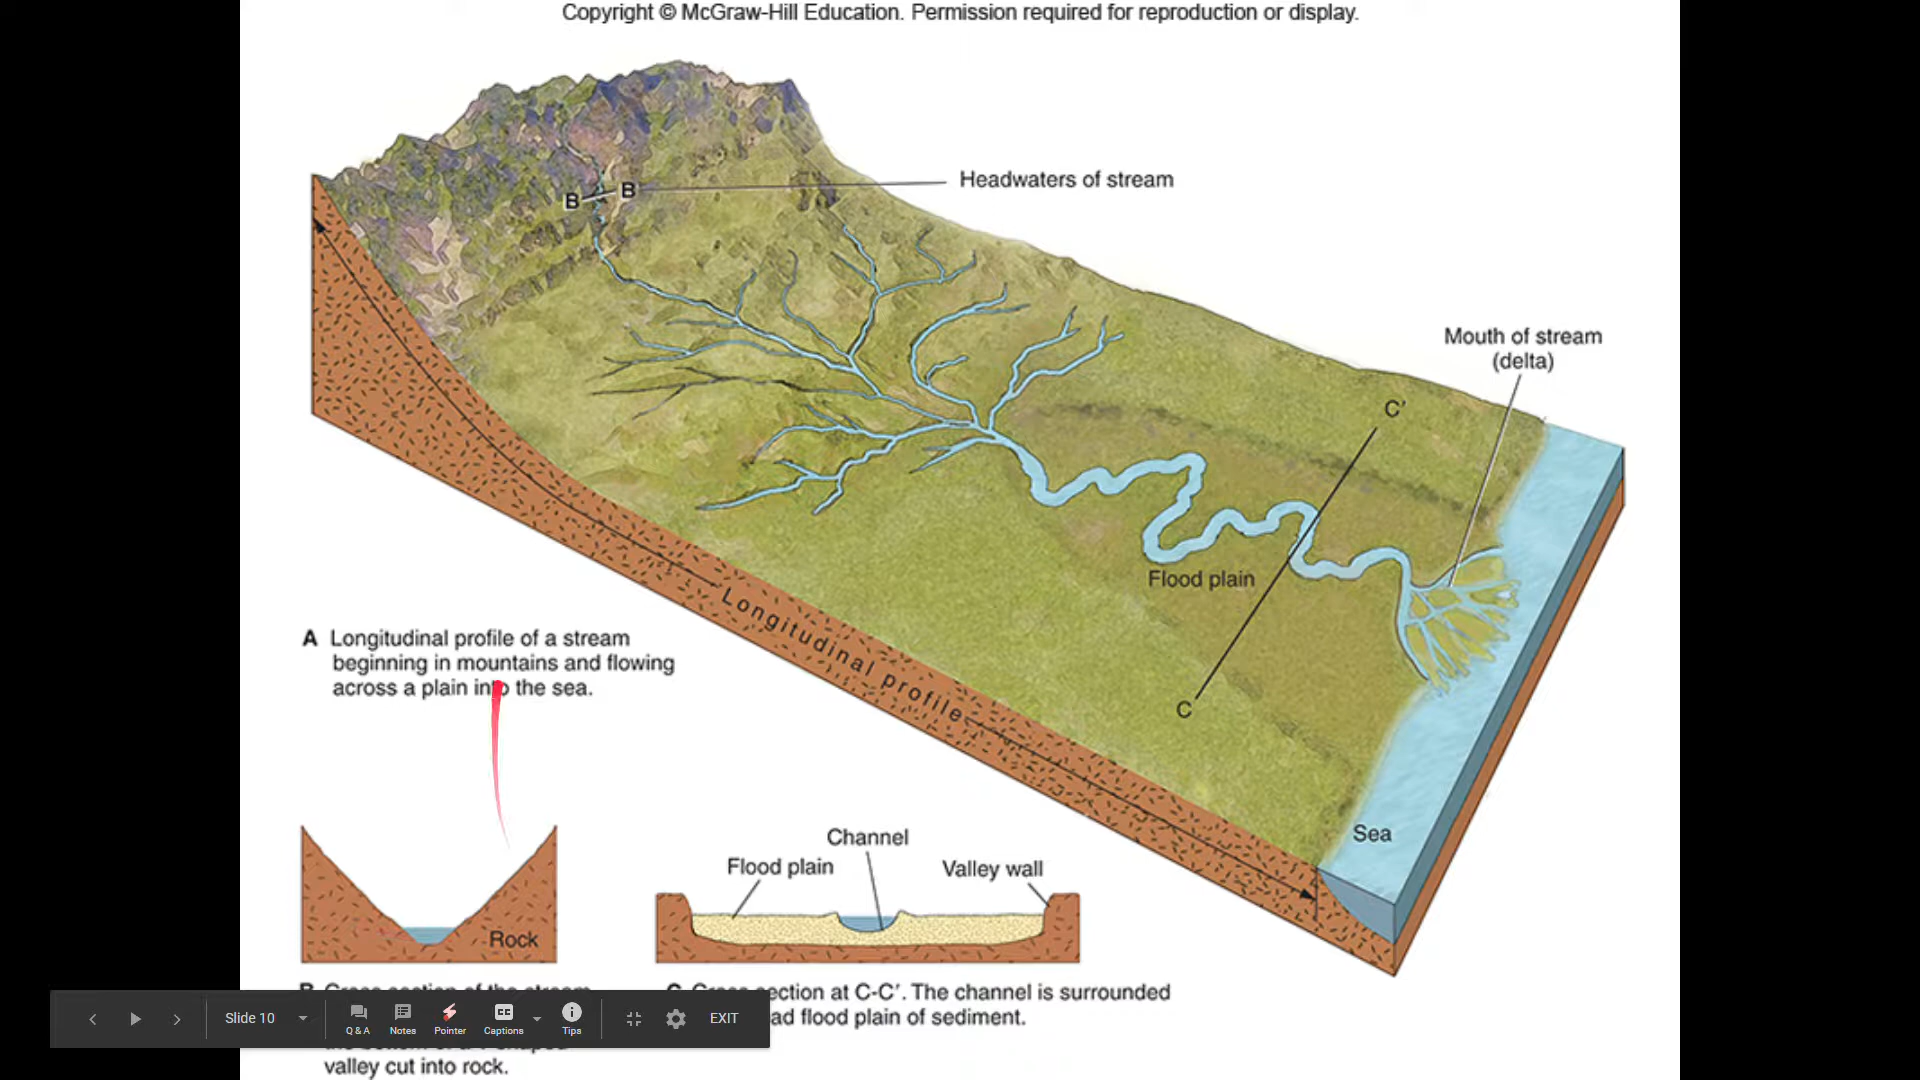 Copyright © McGraw-Hill Education. Permission required for reproduction or display.
B
B
Headwaters of stream
Mouth of stream
(delta)
C'
Flood plain
C
Longitudinal profile
Sea
A Longitudinal profile of a stream
beginning in mountains and flowing
across a plain into the sea.
Rock
Channel
Flood plain
Valley wall
section at C-C'. The channel is surrounded
ad flood plain of sediment.
valley cut into rock.
Slide 10
Q & A
Notes
Pointer
Captions
Tips
EXIT